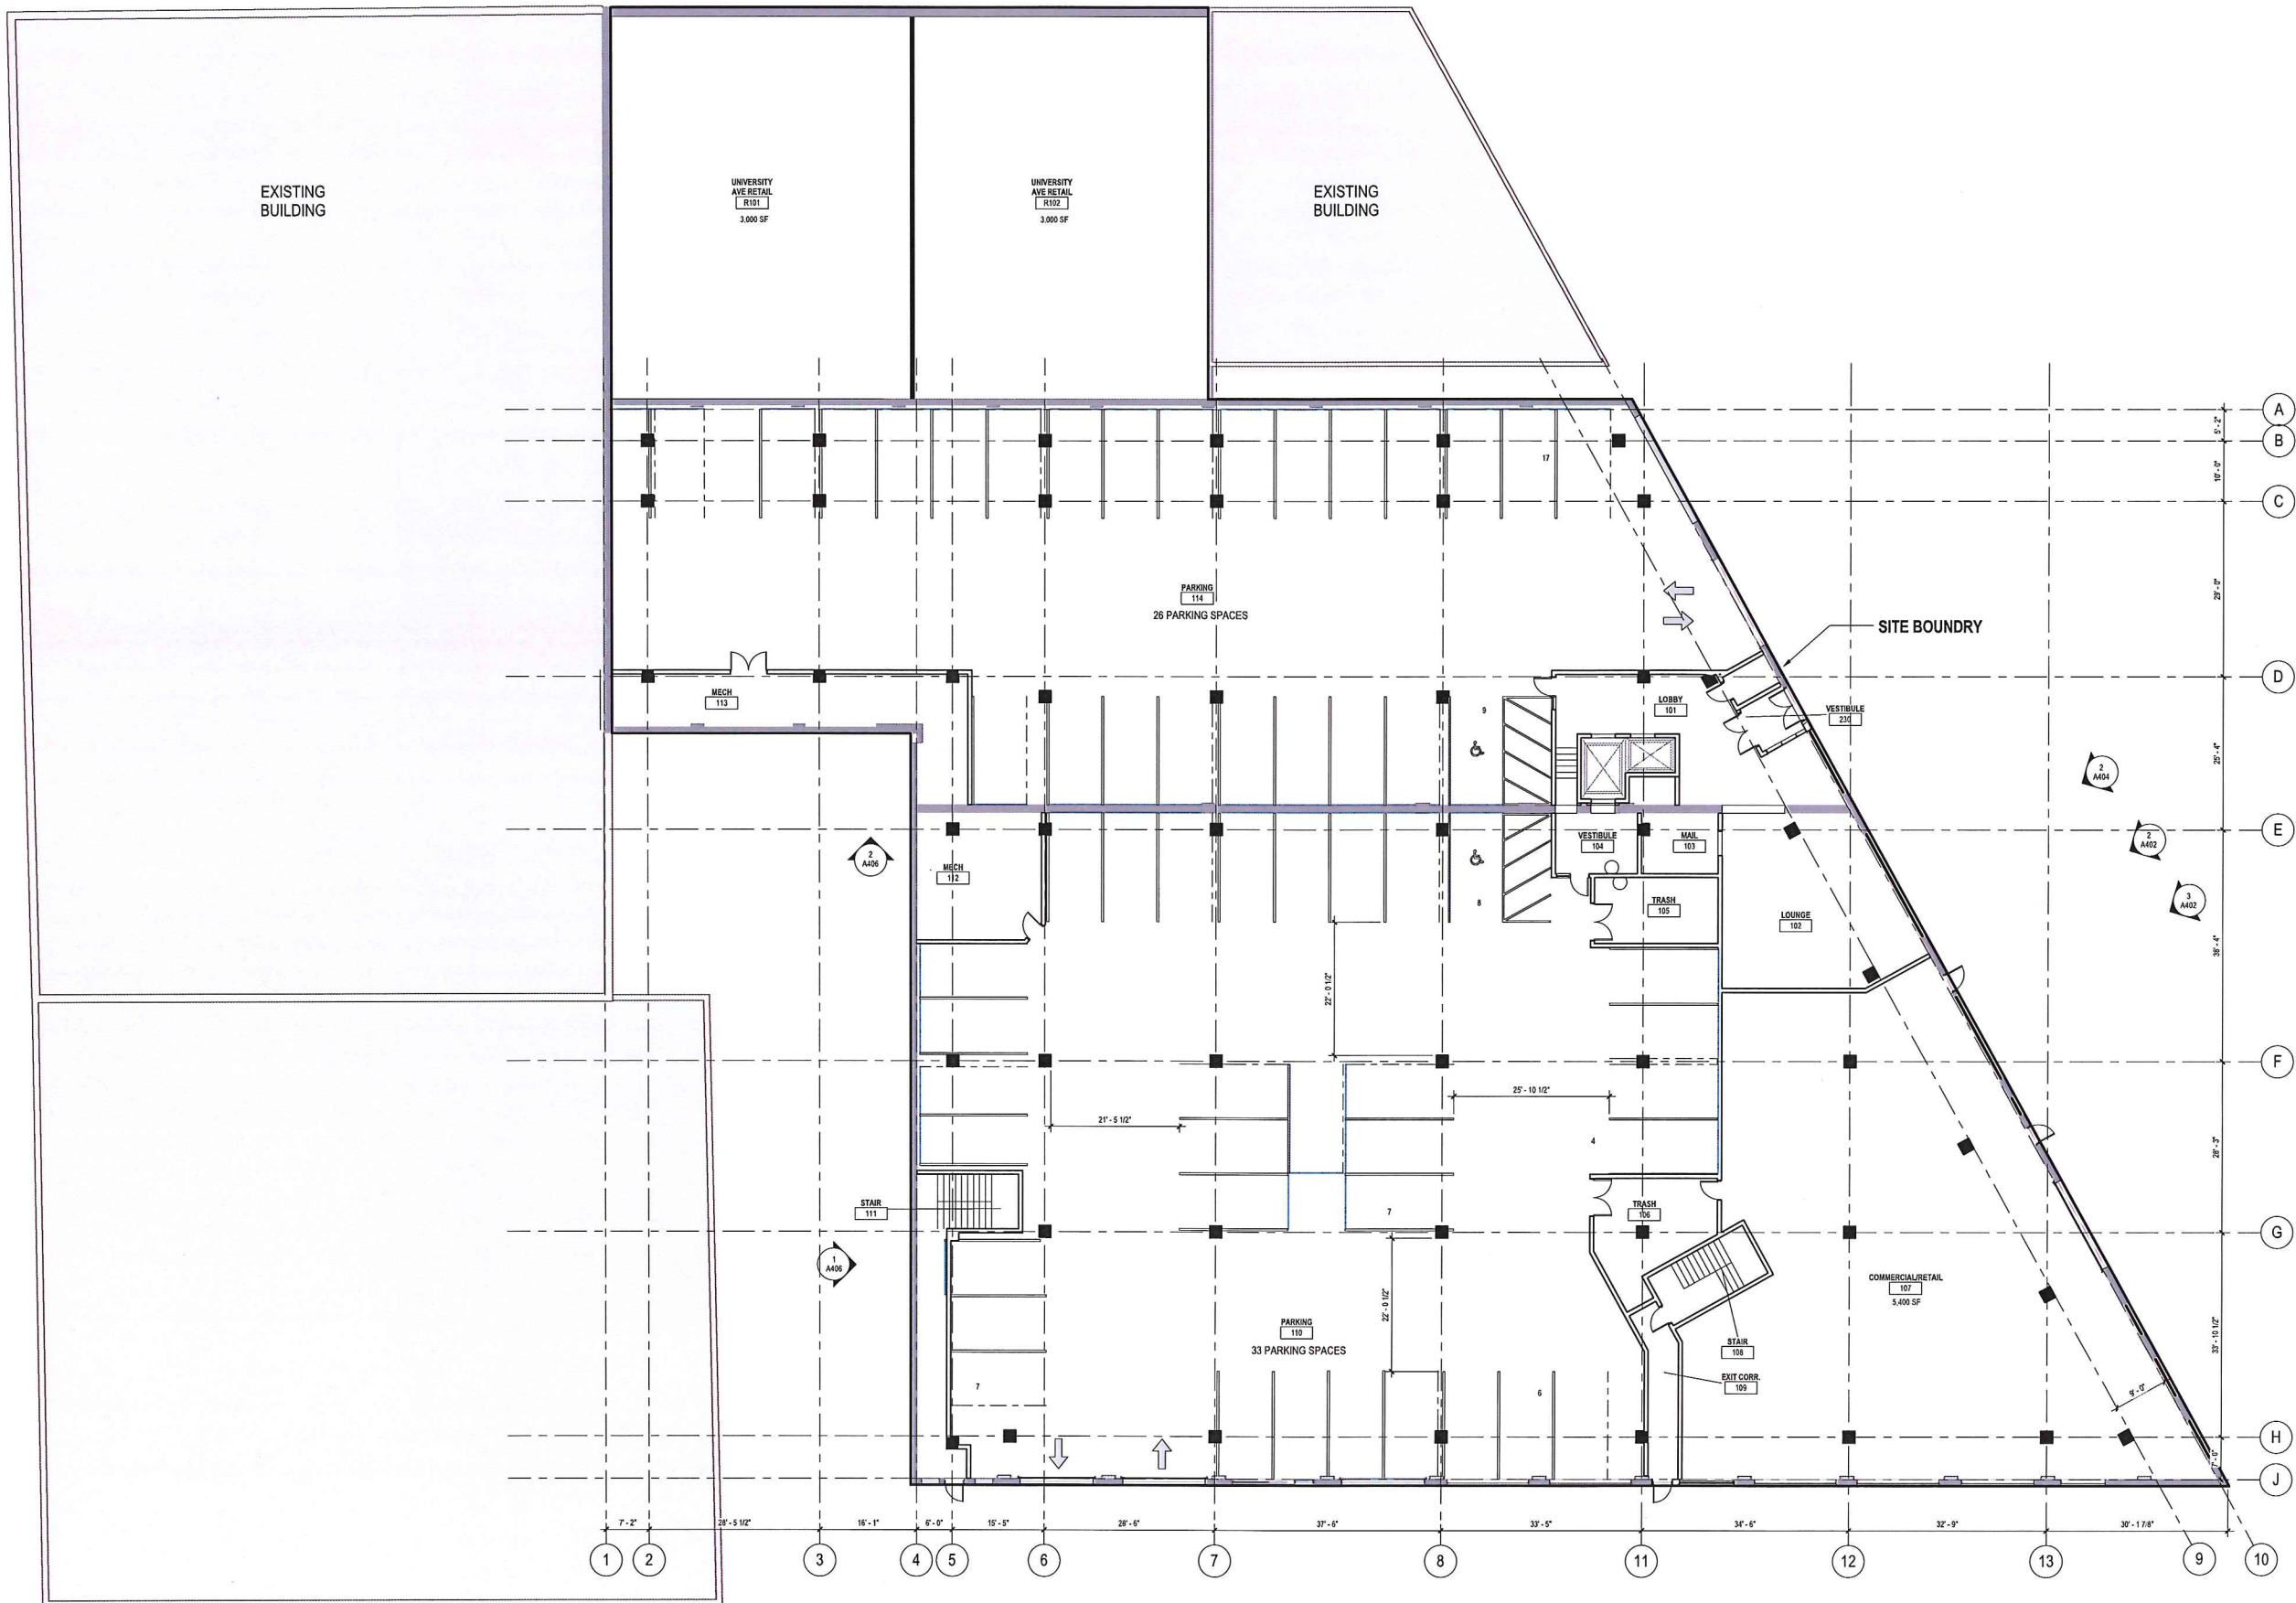 EXISTING
BUILDING
UNIVERSITY
AVE RETAIL
R101
3,000 SF
UNIVERSITY
AVE RETAIL
R102
3,000 SF
EXISTING
BUILDING
A
5' - 2"
B
17
10' - 0"
C
29' - 0"
PARKING
114
26 PARKING SPACES
SITE BOUNDRY
D
MECH
113
9
LOBBY
101
VESTIBULE
230
25' - 4"
2
A404
E
2
A402
2
A406
MECH
112
VESTIBULE
104
MAIL
103
8
TRASH
105
LOUNGE
102
3
A402
38' - 4"
22' - 0 1/2"
F
25' - 10 1/2"
21' - 5 1/2"
4
28' - 3"
STAIR
111
7
TRASH
106
G
1
A406
COMMERCIAL/RETAIL
107
5,400 SF
22' - 0 1/2"
PARKING
110
33 PARKING SPACES
STAIR
108
33' - 10 1/2"
EXIT CORR.
109
7
6
9' - 0"
H
7' - 0"
J
7' - 2"
28' - 5 1/2"
16' - 1"
6' - 0"
15' - 5"
28' - 6"
37' - 6"
33' - 5"
34' - 6"
32' - 9"
30' - 1 7/8"
1
2
3
4
5
6
7
8
11
12
13
9
10